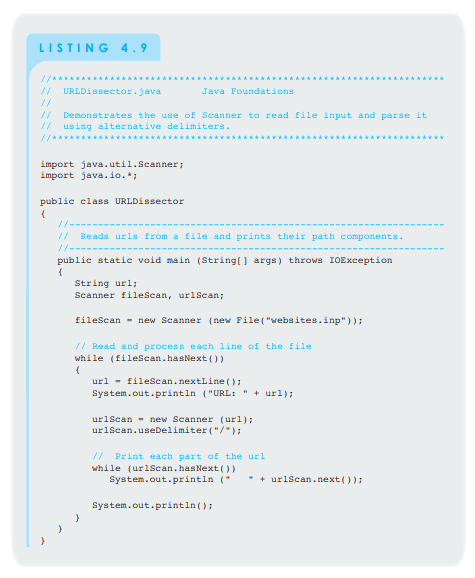 LISTING 4.9
//********************************************************************
//  URLDissector.java       Java Foundations
//
//  Demonstrates the use of Scanner to read file input and parse it
//  using alternative delimiters.
//********************************************************************
import java.util.Scanner;
import java.io.*;
public class URLDissector
{
   //-----------------------------------------------------------------
   //  Reads urls from a file and prints their path components.
   //-----------------------------------------------------------------
   public static void main (String[] args) throws IOException
   {
      String url;
      Scanner fileScan, urlScan;
      fileScan = new Scanner (new File("websites.inp"));
      // Read and process each line of the file
      while (fileScan.hasNext())
      {
         url = fileScan.nextLine();
         System.out.println ("URL: " + url);
         urlScan = new Scanner (url);
         urlScan.useDelimiter("/");
         //  Print each part of the url
         while (urlScan.hasNext())
            System.out.println ("   " + urlScan.next());
         System.out.println();
      }
   }
}